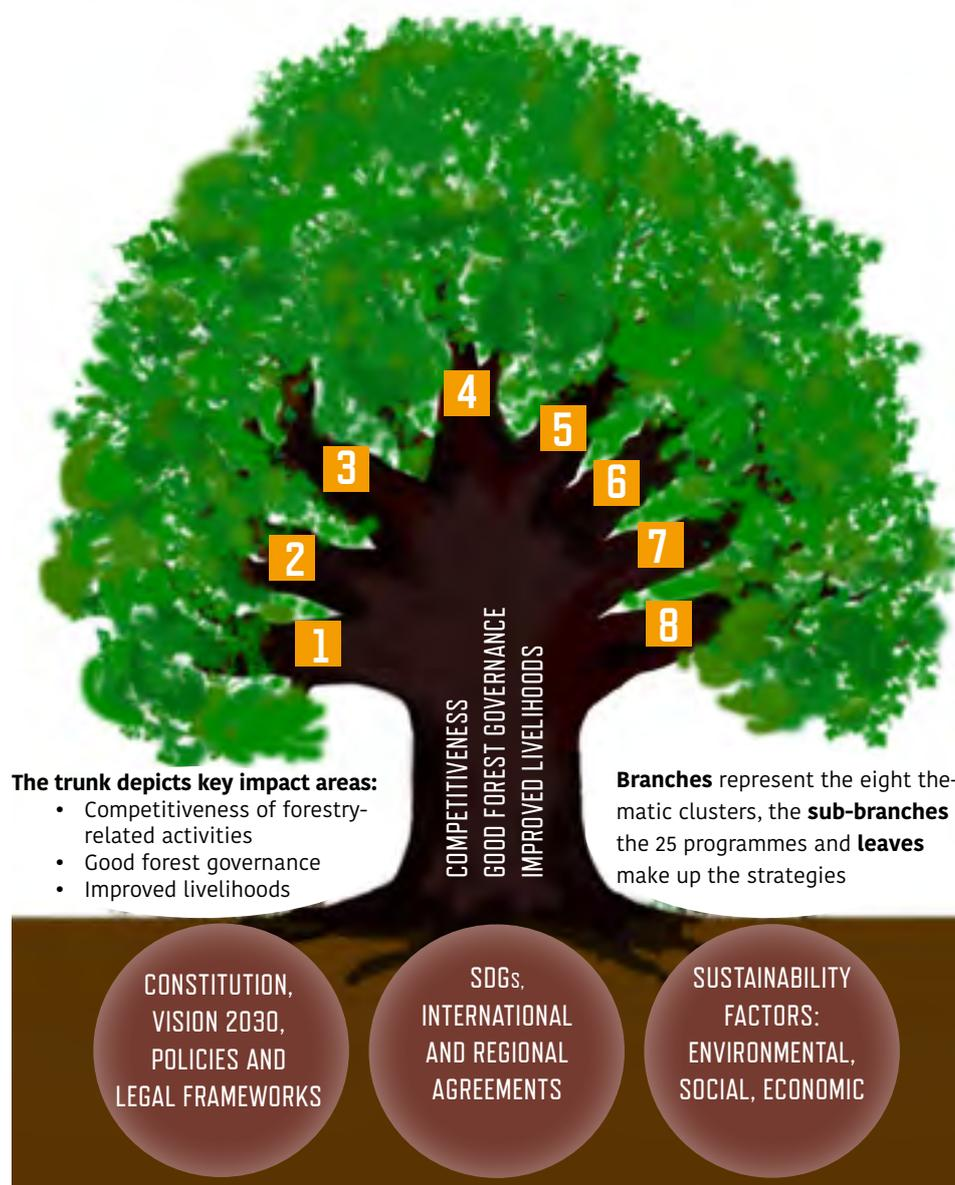 4
5
3
6
7
2
8
1
COMPETITIVENESS
GOOD FOREST GOVERNANCE
IMPROVED LIVELIHOODS
The trunk depicts key impact areas:
• Competitiveness of forestry-
related activities
• Good forest governance
• Improved livelihoods
Branches represent the eight the-
matic clusters, the sub-branches
the 25 programmes and leaves
make up the strategies
CONSTITUTION,
VISION 2030,
POLICIES AND
LEGAL FRAMEWORKS
SDGs,
INTERNATIONAL
AND REGIONAL
AGREEMENTS
SUSTAINABILITY
FACTORS:
ENVIRONMENTAL,
SOCIAL, ECONOMIC